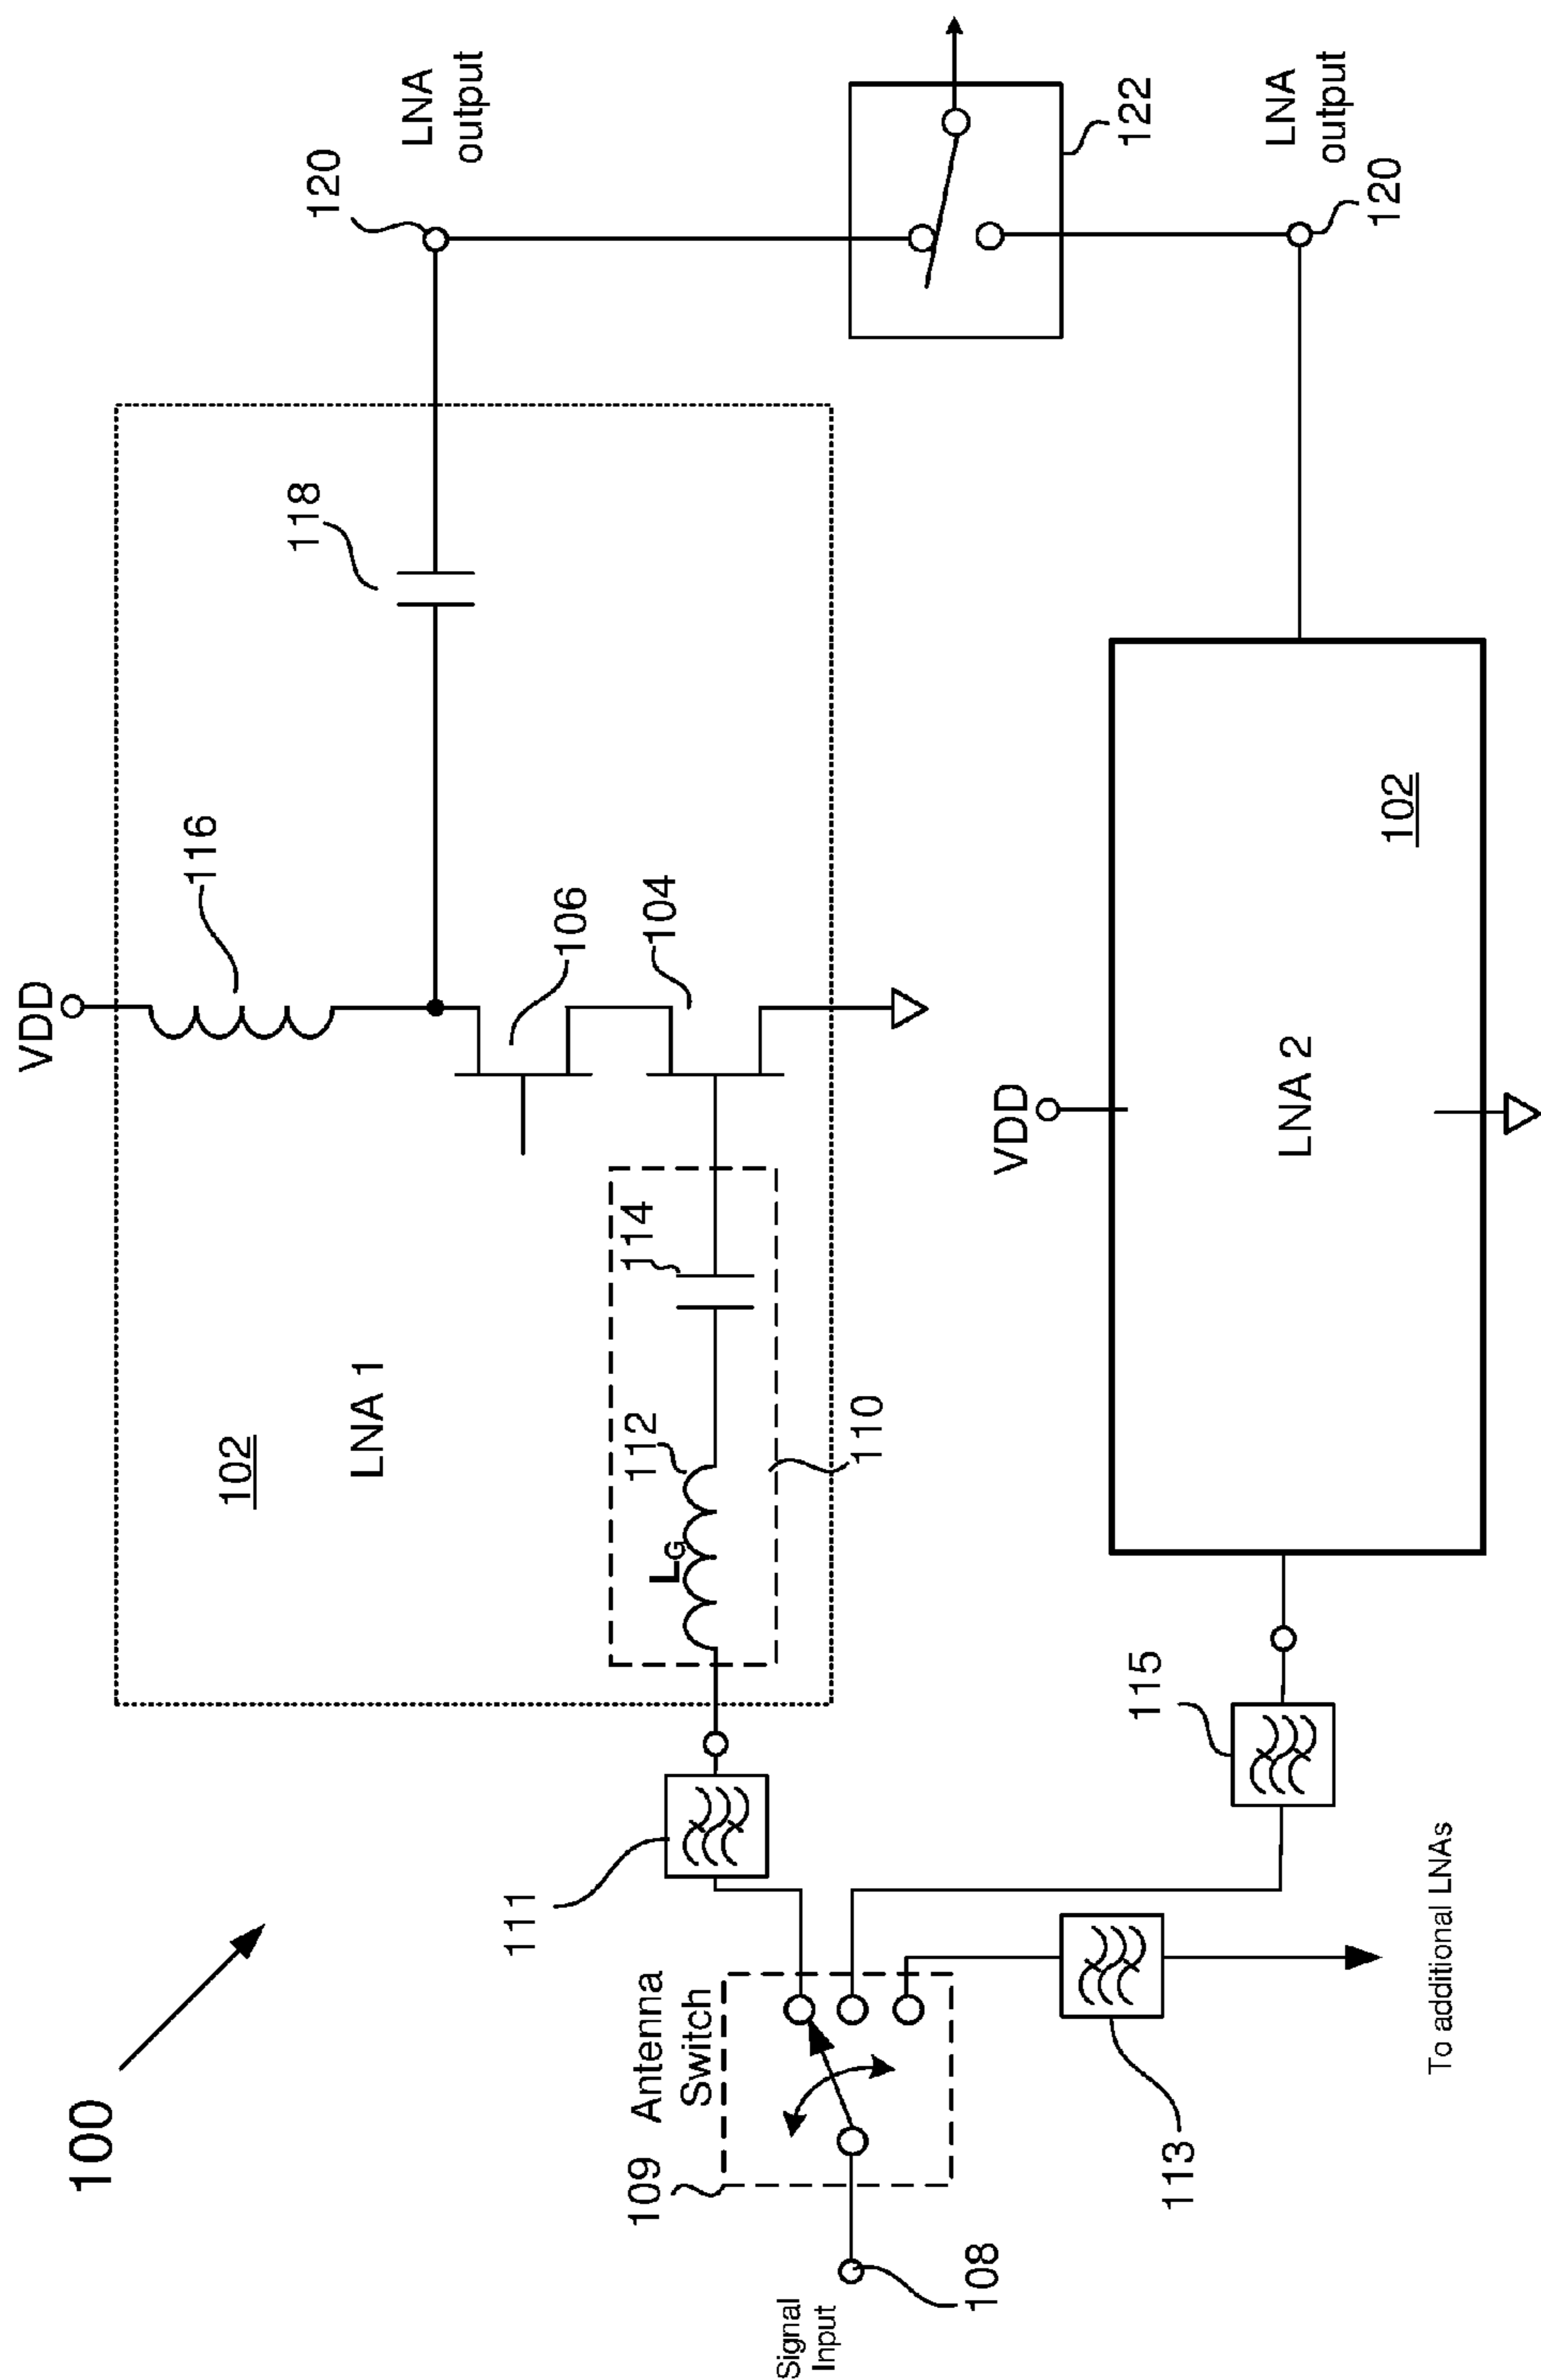 100
VDD
116
118
120
LNA
output
102
LNA 1
106
104
112
114
L_G
110
111
109
Antenna
Switch
Signal
Input
108
113
115
To additional LNAs
VDD
LNA 2
102
122
LNA
output
120